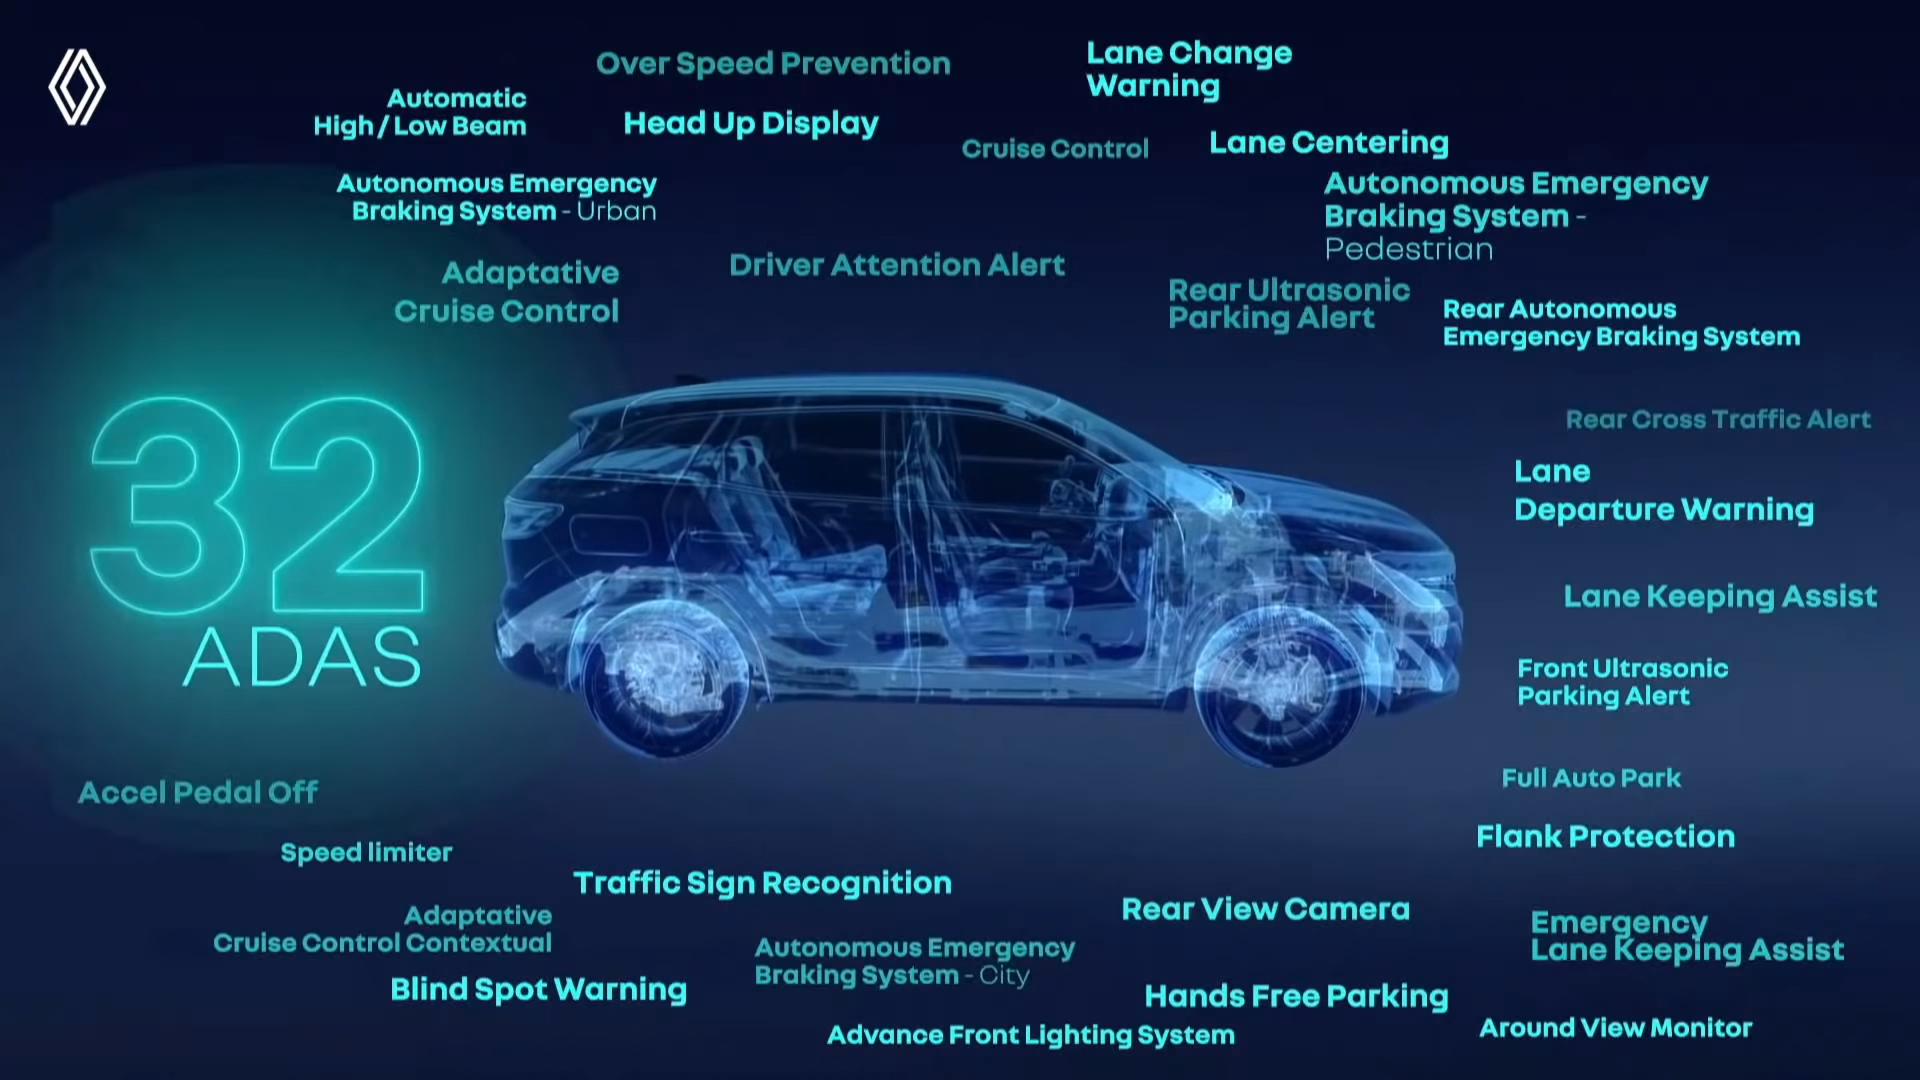 Over Speed Prevention
Lane Change
Warning
Automatic
High / Low Beam
Head Up Display
Cruise Control
Lane Centering
Autonomous Emergency
Braking System - Urban
Autonomous Emergency
Braking System -
Pedestrian
Adaptative
Cruise Control
Driver Attention Alert
Rear Ultrasonic
Parking Alert
Rear Autonomous
Emergency Braking System
32
ADAS
Rear Cross Traffic Alert
Lane
Departure Warning
Lane Keeping Assist
Front Ultrasonic
Parking Alert
Full Auto Park
Accel Pedal Off
Flank Protection
Speed limiter
Traffic Sign Recognition
Rear View Camera
Adaptative
Cruise Control Contextual
Autonomous Emergency
Braking System - City
Emergency
Lane Keeping Assist
Blind Spot Warning
Hands Free Parking
Advance Front Lighting System
Around View Monitor